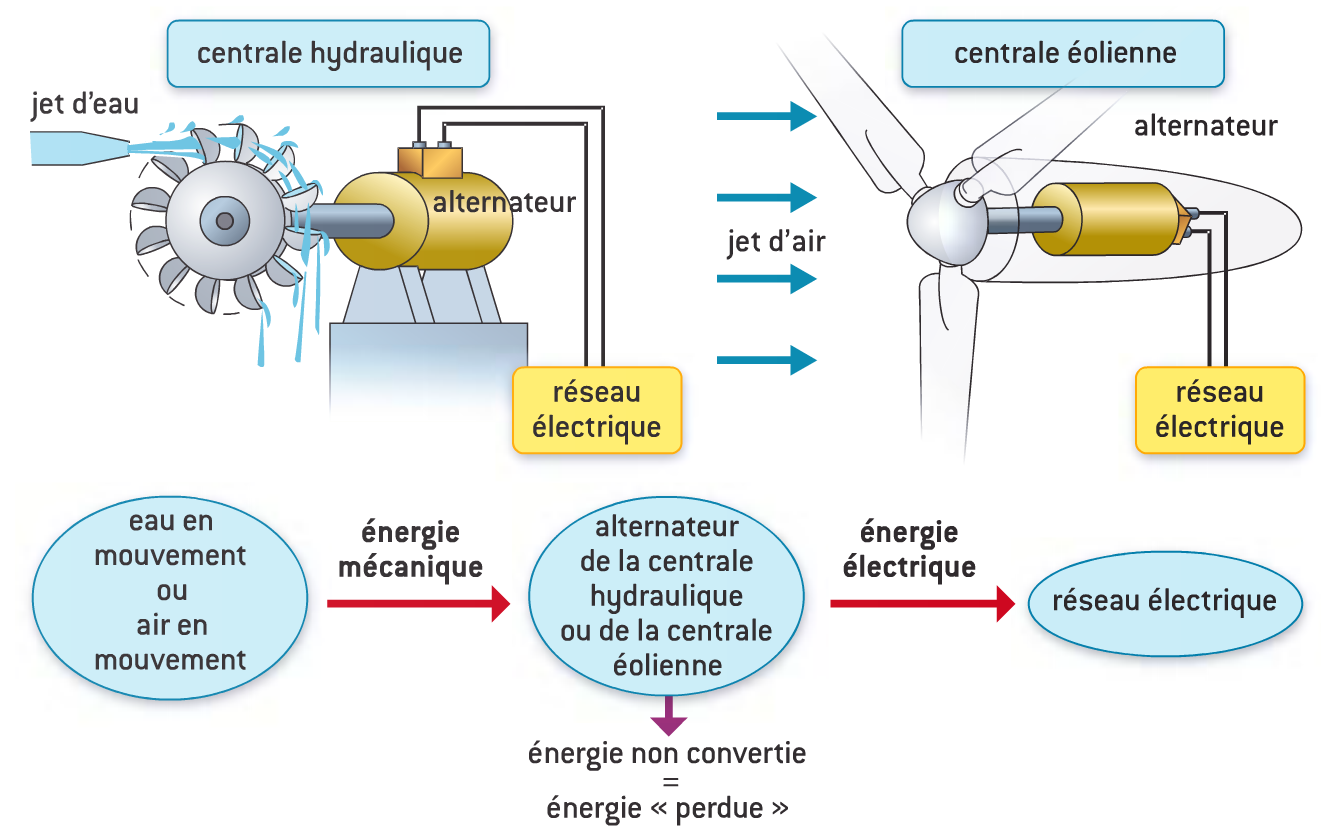 centrale hydraulique
jet d'eau
alternateur
réseau
électrique
centrale éolienne
alternateur
jet d'air
réseau
électrique
eau en
mouvement
ou
air en
mouvement
énergie
mécanique
alternateur
de la centrale
hydraulique
ou de la centrale
éolienne
énergie
électrique
réseau électrique
énergie non convertie
=
énergie « perdue »